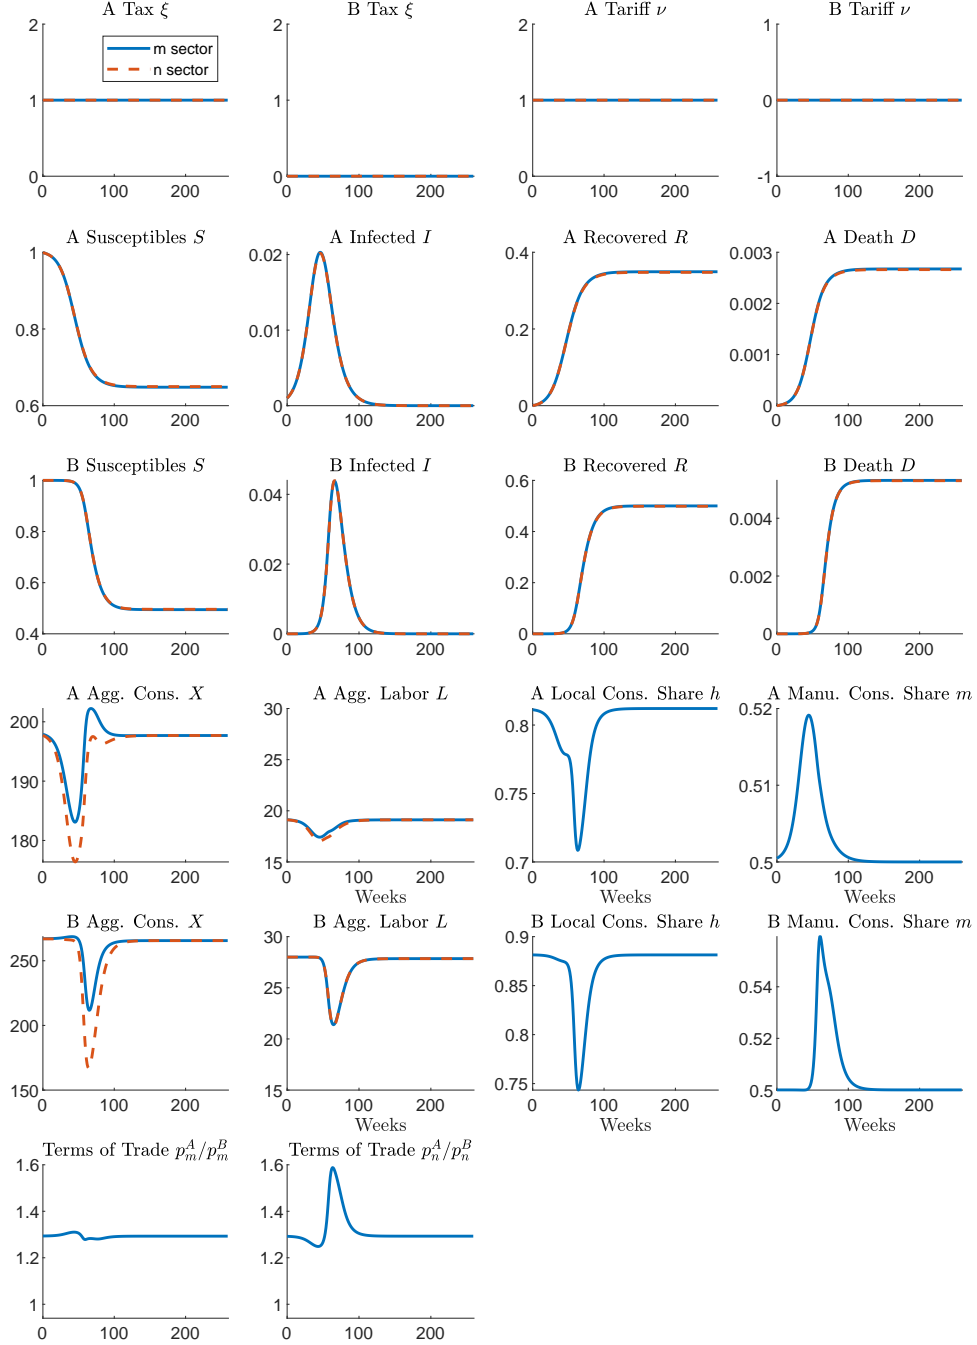 A Tax ξ B Tax ξ A Tariff ν B Tariff ν
2 2 2 1
m sector
n sector
1 1 1 0
0 0 0 -1
0 100 200 0 100 200 0 100 200 0 100 200
A Susceptibles S A Infected I A Recovered R A Death D
1 0.02 0.4 0.003
0.8 0.01 0.2 0.002
0.001
0.6 0 0 0
0 100 200 0 100 200 0 100 200 0 100 200
B Susceptibles S B Infected I B Recovered R B Death D
1 0.04 0.6 0.004
0.8 0.4
0.6 0.02 0.2 0.002
0.4 0 0 0
0 100 200 0 100 200 0 100 200 0 100 200
A Agg. Cons. X A Agg. Labor L A Local Cons. Share h A Manu. Cons. Share m
200 30 0.8 0.52
25
190 20 0.75 0.51
180 15 0.7 0.5
0 100 200 0 100 200 0 100 200 0 100 200
Weeks Weeks Weeks
B Agg. Cons. X B Agg. Labor L B Local Cons. Share h B Manu. Cons. Share m
250 30 0.9 0.54
25 0.85
200 20 0.8 0.52
150 15 0.75 0.5
0 100 200 0 100 200 0 100 200 0 100 200
Weeks Weeks Weeks
Terms of Trade p_m^A/p_m^B Terms of Trade p_n^A/p_n^B
1.6 1.6
1.4 1.4
1.2 1.2
1 1
0 100 200 0 100 200